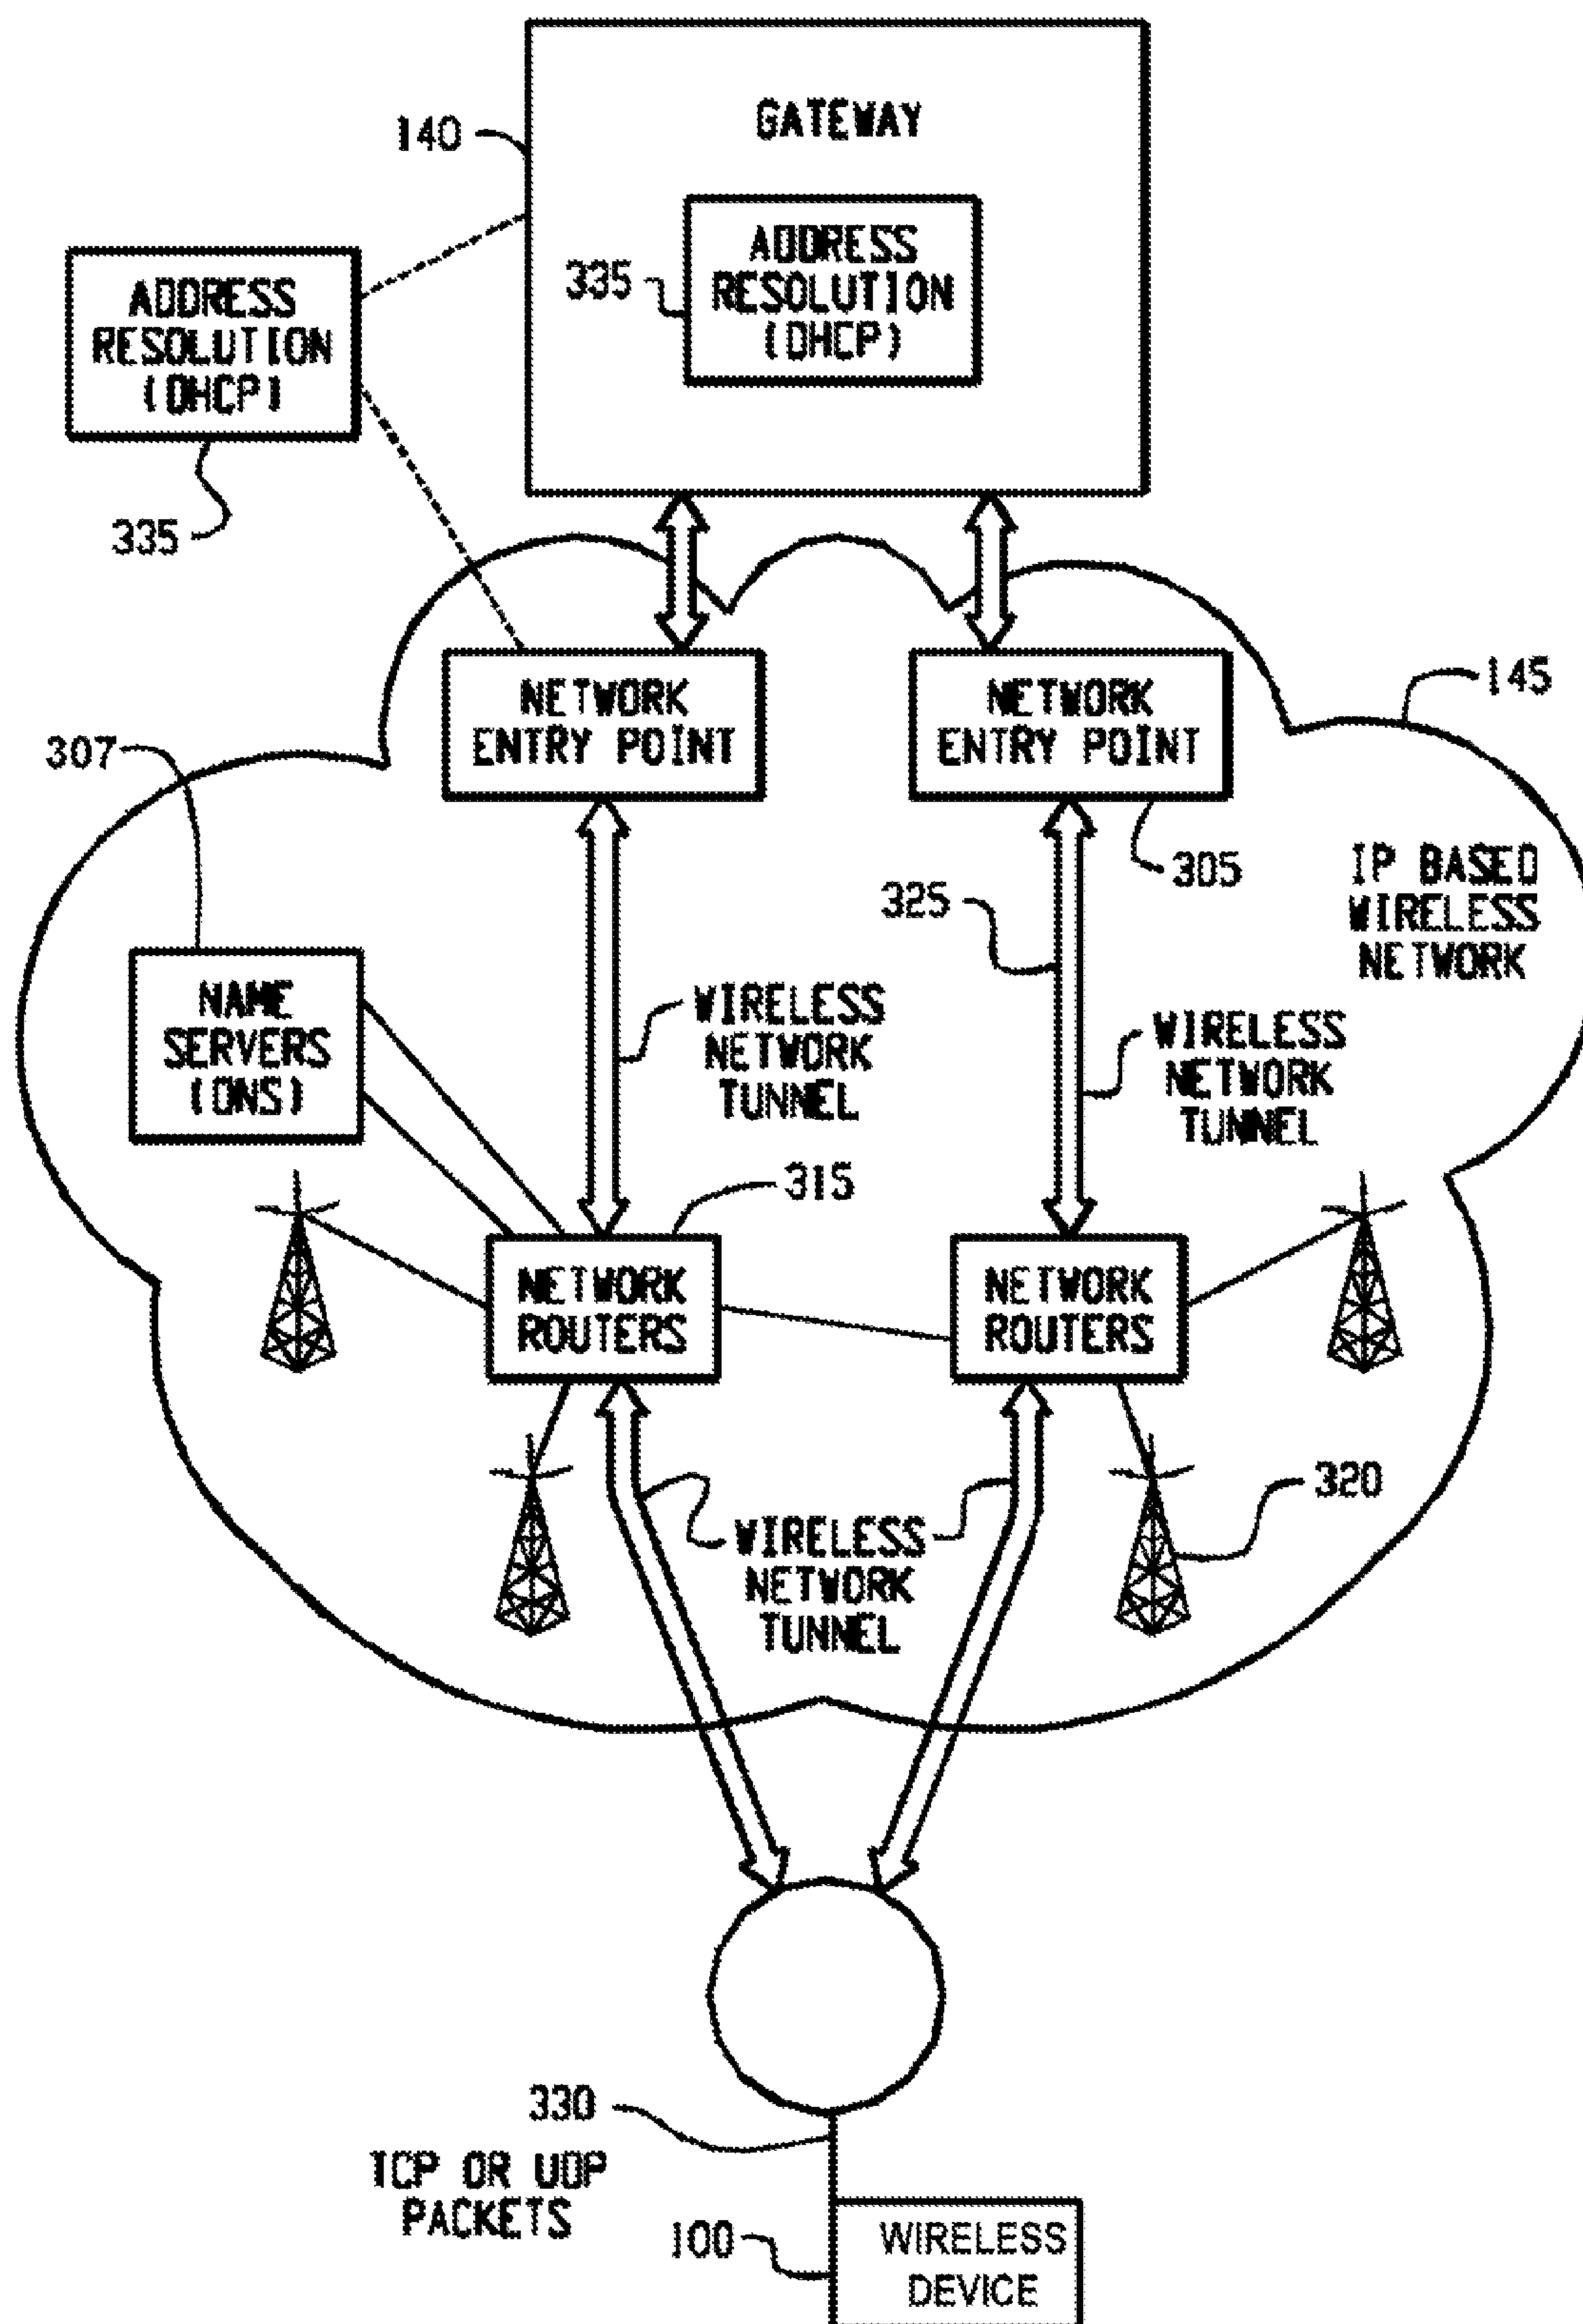 GATEWAY
140
ADDRESS
RESOLUTION
(DHCP)
335
ADDRESS
RESOLUTION
(DHCP)
335
NETWORK
ENTRY POINT
NETWORK
ENTRY POINT
145
307
305
325
IP BASED
WIRELESS
NETWORK
NAME
SERVERS
(DNS)
WIRELESS
NETWORK
TUNNEL
WIRELESS
NETWORK
TUNNEL
315
NETWORK
ROUTERS
NETWORK
ROUTERS
320
WIRELESS
NETWORK
TUNNEL
330
TCP OR UDP
PACKETS
100
WIRELESS
DEVICE